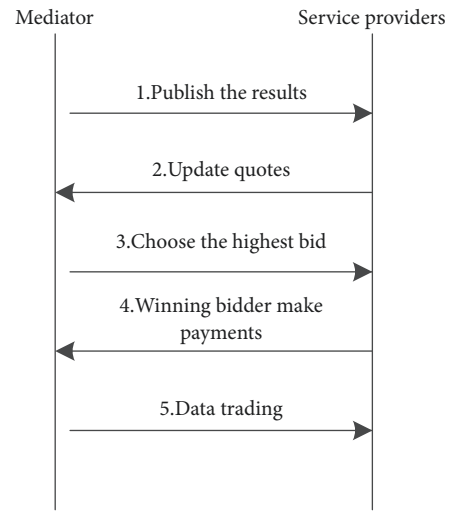 Mediator
Service providers
1.Publish the results
2.Update quotes
3.Choose the highest bid
4.Winning bidder make
payments
5.Data trading